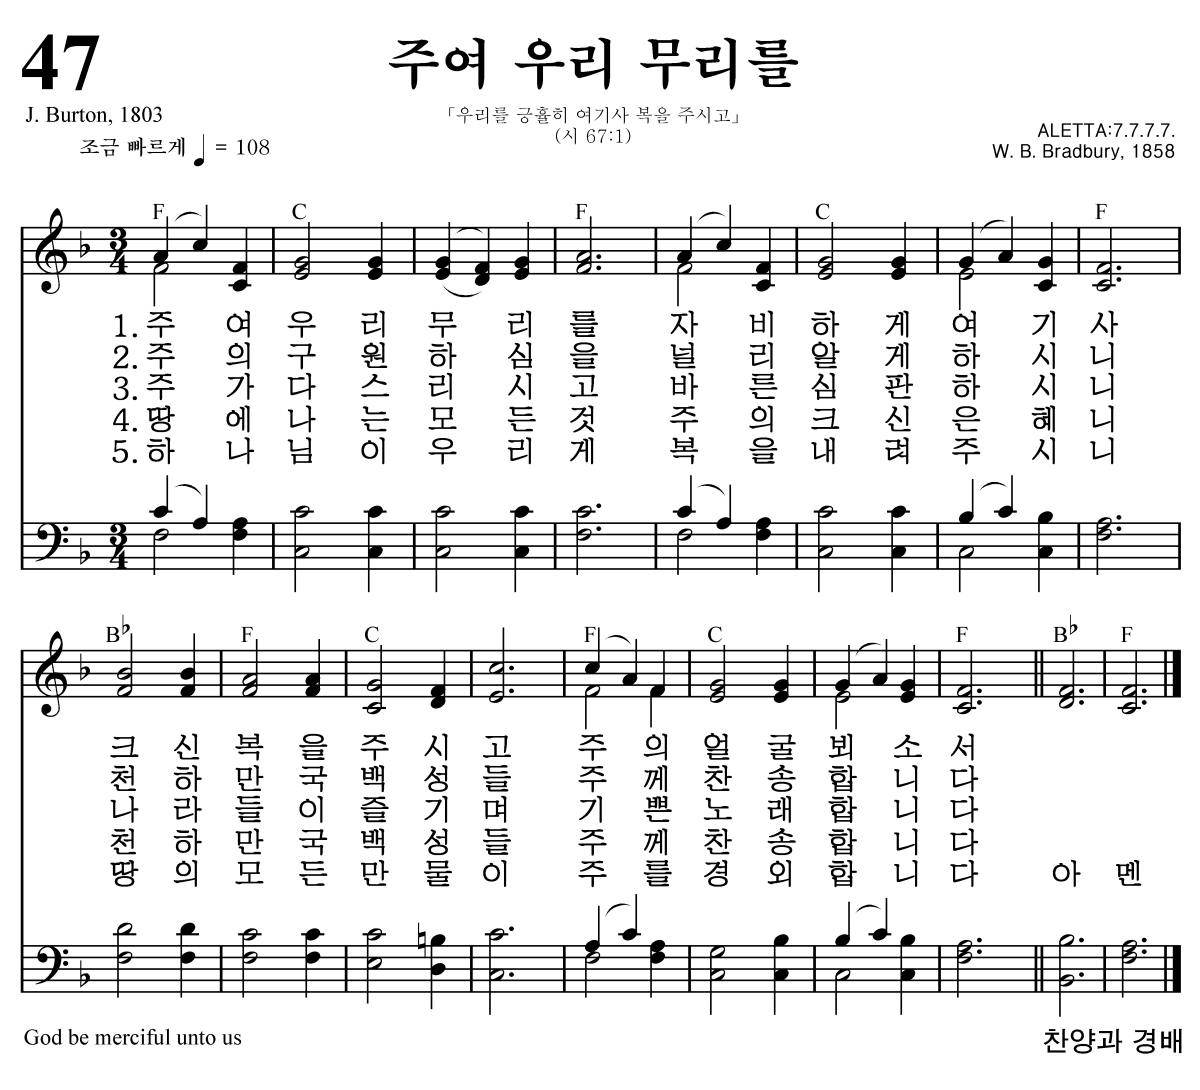 47
주여 우리 무리를
J. Burton, 1803
「우리를 긍휼히 여기사 복을 주시고」
(시 67:1)
조금 빠르게 ♩ = 108
ALETTA:7.7.7.7.
W. B. Bradbury, 1858
F C F C F
3 4
1. 주 여 우 리 무 리 를 자 비 하 게 여 기 사
2. 주 의 구 원 하 심 을 널 리 알 게 하 시 니
3. 주 가 다 스 리 시 고 바 른 심 판 하 시 니
4. 땅 에 나 는 모 든 것 주 의 크 신 은 혜 니
5. 하 나 님 이 우 리 게 복 을 내 려 주 시 니
3 4
B♭ F C F C F B♭ F
크 신 복 을 주 시 고 주 의 얼 굴 뵈 소 서
천 하 만 국 백 성 들 주 께 찬 송 합 니 다
나 라 들 이 즐 기 며 기 쁜 노 래 합 니 다
천 하 만 국 백 성 들 주 께 찬 송 합 니 다
땅 의 모 든 만 물 이 주 를 경 외 합 니 다 아 멘
God be merciful unto us
찬양과 경배